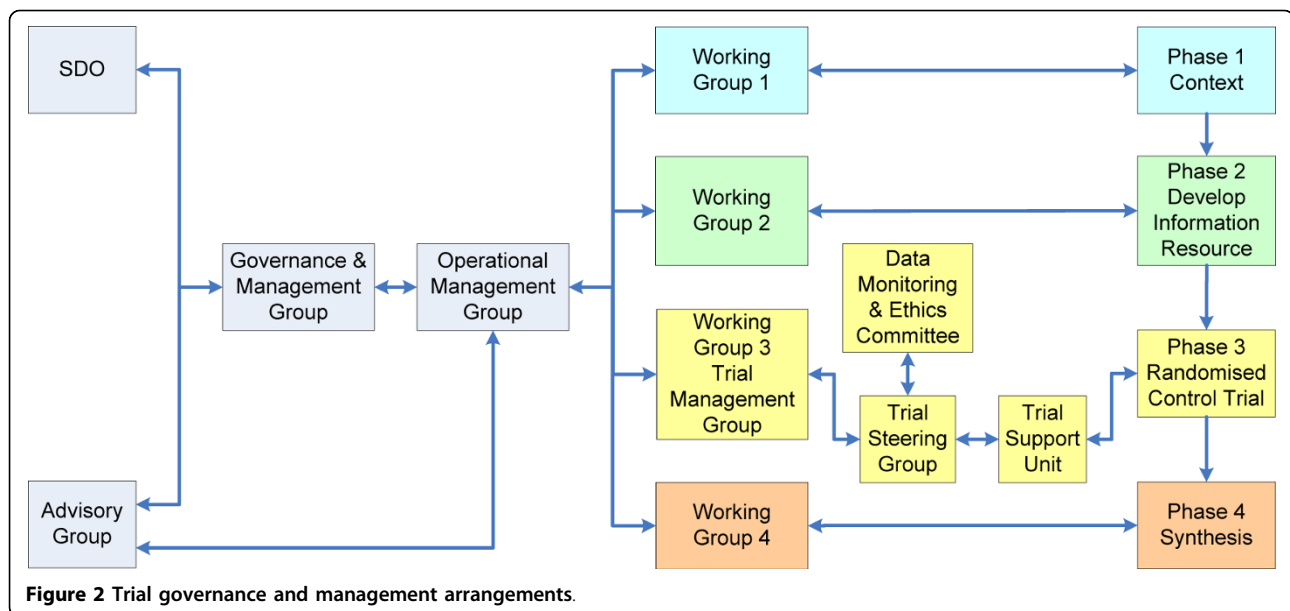 SDO
Working
Group 1
Phase 1
Context
Working
Group 2
Phase 2
Develop
Information
Resource
Governance &
Management
Group
Operational
Management
Group
Data
Monitoring
& Ethics
Committee
Working
Group 3
Trial
Management
Group
Trial
Steering
Group
Trial
Support
Unit
Phase 3
Randomised
Control Trial
Advisory
Group
Working
Group 4
Phase 4
Synthesis
Figure 2 Trial governance and management arrangements.